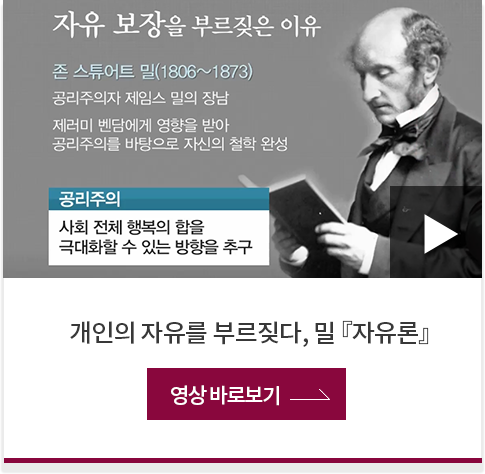 자유 보장을 부르짖은 이유
존 스튜어트 밀(1806～1873)
공리주의자 제임스 밀의 장남
제러미 벤담에게 영향을 받아
공리주의를 바탕으로 자신의 철학 완성
공리주의
사회 전체 행복의 합을
극대화할 수 있는 방향을 추구
개인의 자유를 부르짖다, 밀 『자유론』
영상 바로보기